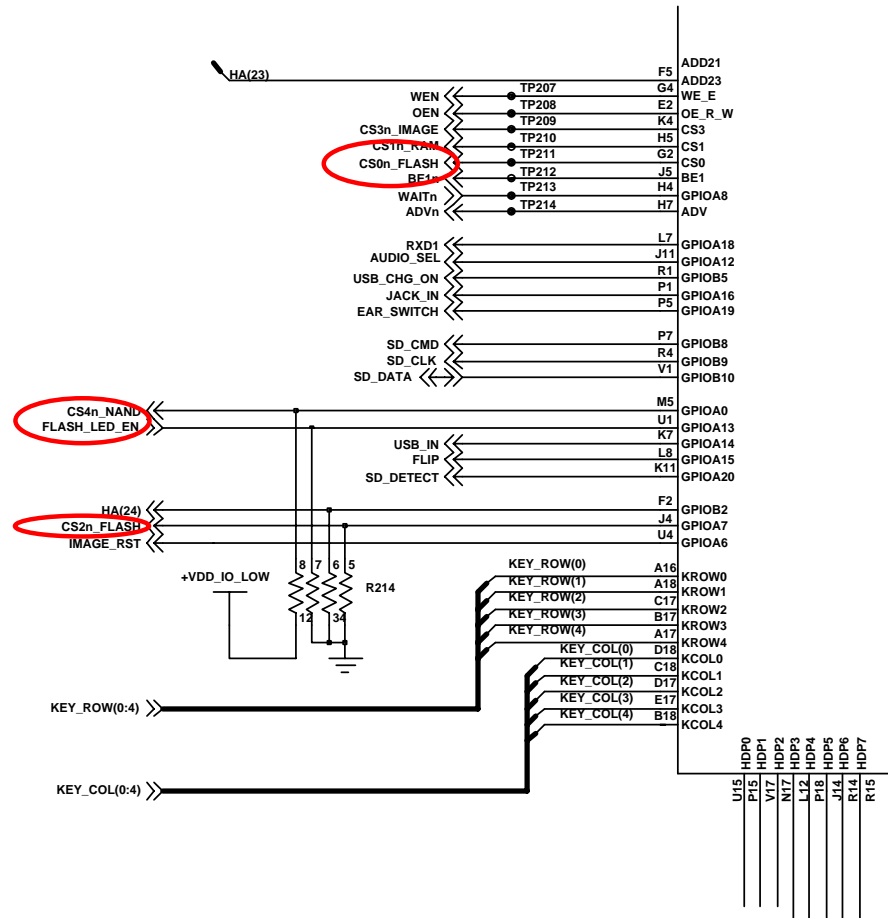 ADD21
HA(23) F5 ADD23
WEN TP207 G4 WE_E
OEN TP208 E2 OE_R_W
CS3n_IMAGE TP209 K4 CS3
CS1n_RAM TP210 H5 CS1
CS0n_FLASH TP211 G2 CS0
BE1n TP212 J5 BE1
WAITn TP213 H4 GPIOA8
ADVn TP214 H7 ADV
RXD1 L7 GPIOA18
AUDIO_SEL J11 GPIOA12
USB_CHG_ON R1 GPIOB5
JACK_IN P1 GPIOA16
EAR_SWITCH P5 GPIOA19
SD_CMD P7 GPIOB8
SD_CLK R4 GPIOB9
SD_DATA V1 GPIOB10
CS4n_NAND M5 GPIOA0
FLASH_LED_EN U1 GPIOA13
USB_IN K7 GPIOA14
FLIP L8 GPIOA15
SD_DETECT K11 GPIOA20
HA(24) F2 GPIOB2
CS2n_FLASH J4 GPIOA7
IMAGE_RST U4 GPIOA6
+VDD_IO_LOW
8 7 6 5
R214
1 2 3 4
KEY_ROW(0) A16 KROW0
KEY_ROW(1) A18 KROW1
KEY_ROW(2) C17 KROW2
KEY_ROW(3) B17 KROW3
KEY_ROW(4) A17 KROW4
KEY_COL(0) D18 KCOL0
KEY_COL(1) C18 KCOL1
KEY_COL(2) D17 KCOL2
KEY_COL(3) E17 KCOL3
KEY_COL(4) B18 KCOL4
KEY_ROW(0:4)
KEY_COL(0:4)
HDP0 HDP1 HDP2 HDP3 HDP4 HDP5 HDP6 HDP7
U15 P15 V17 N17 L12 P18 J14 R14 R15